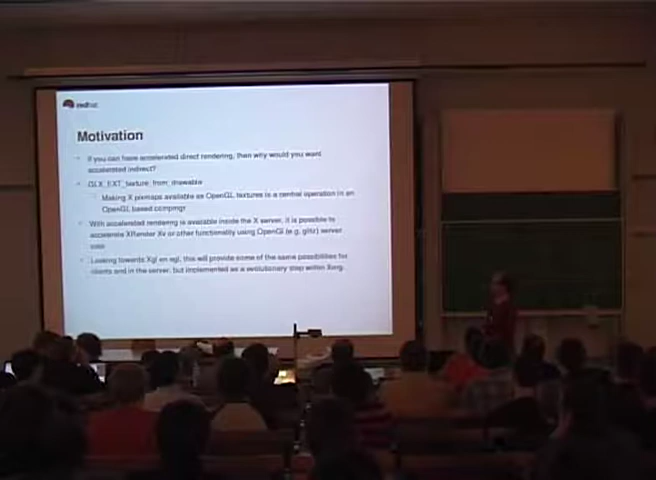 redhat
Motivation
If you can have accelerated direct rendering, then why would you want
accelerated indirect?
GLX_EXT_texture_from_drawable
Making X pixmaps available as OpenGL textures is a central operation in an
OpenGL based compmgr
With accelerated rendering is available inside the X server, it is possible to
accelerate XRender Xv or other functionality using OpenGl (e.g. glitz) server
side
Looking towards Xgl on egl, this will provide some of the same possibilities for
clients and in the server, but implemented as a evolutionary step within Xorg.